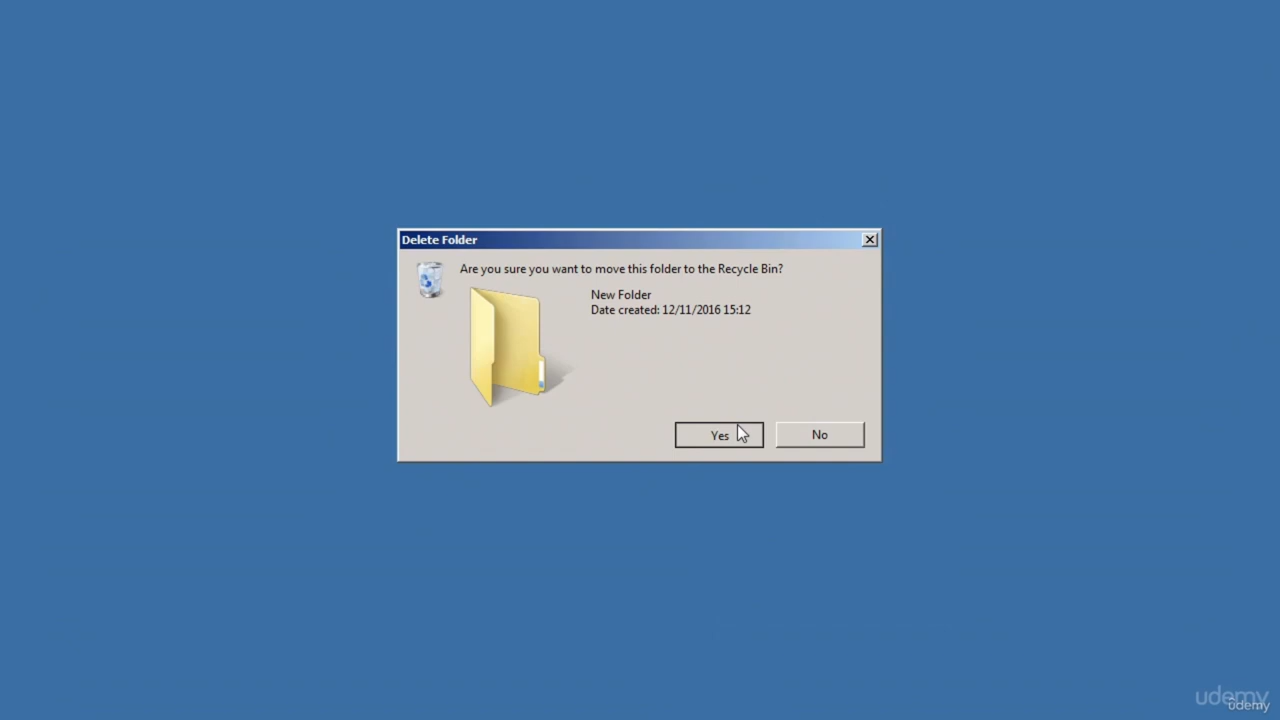 Delete Folder
Are you sure you want to move this folder to the Recycle Bin?
New Folder
Date created: 12/11/2016 15:12
Yes
No
udemy
ûdemy